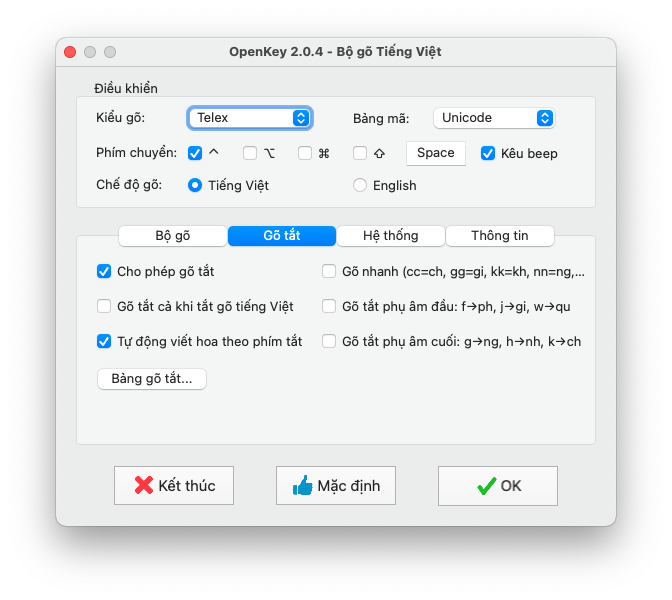 OpenKey 2.0.4 - Bộ gõ Tiếng Việt
Điều khiển
Kiểu gõ: Telex Bảng mã: Unicode
Phím chuyển: ^ ⌥ ⌘ ⇧ Space Kêu beep
Chế độ gõ: Tiếng Việt English
Bộ gõ Gõ tắt Hệ thống Thông tin
Cho phép gõ tắt Gõ nhanh (cc=ch, gg=gi, kk=kh, nn=ng,...
Gõ tắt cả khi tắt gõ tiếng Việt Gõ tắt phụ âm đầu: f→ph, j→gi, w→qu
Tự động viết hoa theo phím tắt Gõ tắt phụ âm cuối: g→ng, h→nh, k→ch
Bảng gõ tắt...
Kết thúc Mặc định OK